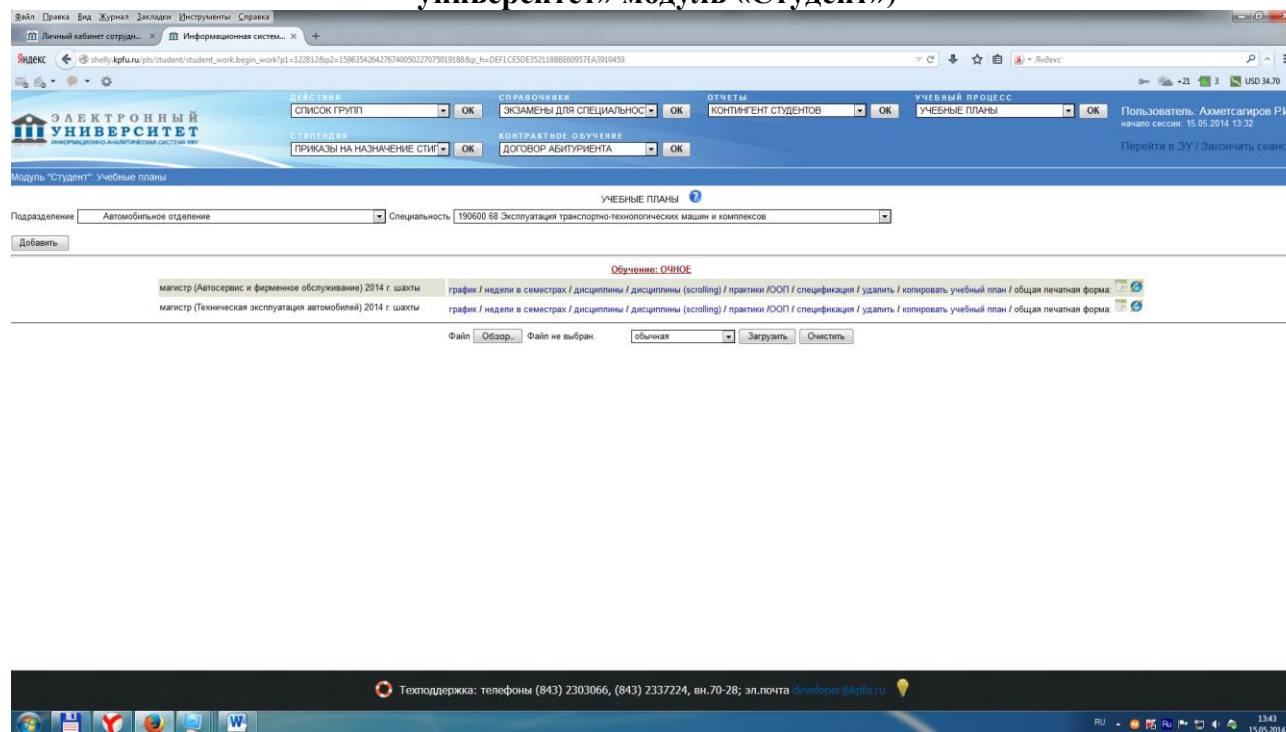 университет» модуль «Студент»)
Файл Правка Вид Журнал Закладки Инструменты Справка
Личный кабинет сотрудн... × Информационная систем... × +
Яндекс shelly.kpfu.ru/pls/student/student_work.begin_work?p1=122812&p2=
Яндекс
+21 3 USD 34.70
ЭЛЕКТРОННЫЙ
УНИВЕРСИТЕТ
ИНФОРМАЦИОННО-АНАЛИТИЧЕСКАЯ СИСТЕМА КФУ
ДЕЙСТВИЯ СПРАВОЧНИКИ ОТЧЕТЫ УЧЕБНЫЙ ПРОЦЕСС
СПИСОК ГРУПП OK ЭКЗАМЕНЫ ДЛЯ СПЕЦИАЛЬНОС OK КОНТИНГЕНТ СТУДЕНТОВ OK УЧЕБНЫЕ ПЛАНЫ OK
Пользователь: Ахметсагиров Р.И
начало сессии: 15.05.2014 13:32
СТИПЕНДИЯ КОНТРАКТНОЕ ОБУЧЕНИЕ
ПРИКАЗЫ НА НАЗНАЧЕНИЕ СТИП OK ДОГОВОР АБИТУРИЕНТА OK
Перейти в ЭУ / Закончить сеанс
Модуль "Студент": Учебные планы
УЧЕБНЫЕ ПЛАНЫ ?
Подразделение Автомобильное отделение Специальность 190600.68 Эксплуатация транспортно-технологических машин и комплексов
Добавить
Обучение: ОЧНОЕ
магистр (Автосервис и фирменное обслуживание) 2014 г. шахты график / недели в семестрах / дисциплины / дисциплины (scrolling) / практики /ООП / спецификация / удалить / копировать учебный план / общая печатная форма:
магистр (Техническая эксплуатация автомобилей) 2014 г. шахты график / недели в семестрах / дисциплины / дисциплины (scrolling) / практики /ООП / спецификация / удалить / копировать учебный план / общая печатная форма:
Файл Обзор... Файл не выбран. обычная Загрузить Очистить
Техподдержка: телефоны (843) 2303066, (843) 2337224, вн.70-28; эл.почта developer@kpfu.ru
RU 13:43
15.05.2014